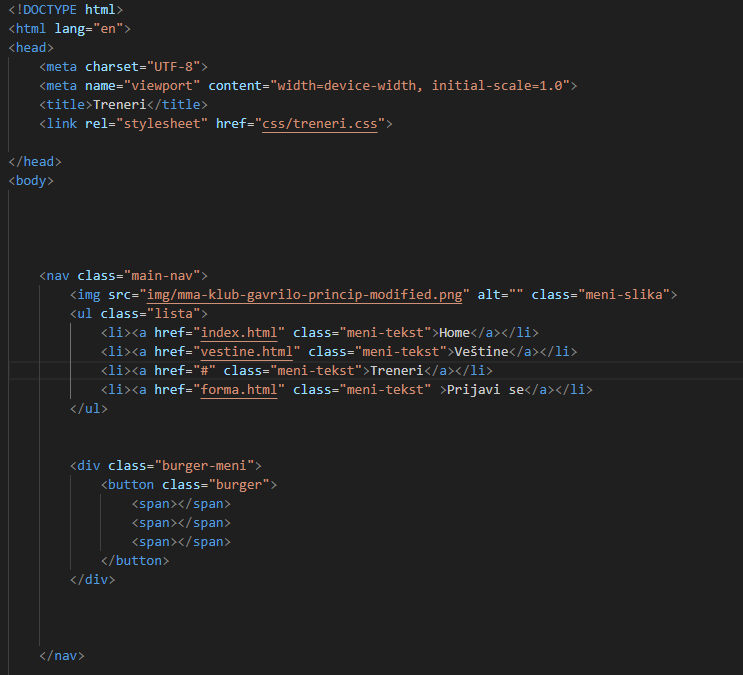 <!DOCTYPE html>
<html lang="en">
<head>
    <meta charset="UTF-8">
    <meta name="viewport" content="width=device-width, initial-scale=1.0">
    <title>Treneri</title>
    <link rel="stylesheet" href="css/treneri.css">
</head>
<body>
    <nav class="main-nav">
        <img src="img/mma-klub-gavrilo-princip-modified.png" alt="" class="meni-slika">
        <ul class="lista">
            <li><a href="index.html" class="meni-tekst">Home</a></li>
            <li><a href="vestine.html" class="meni-tekst">Veštine</a></li>
            <li><a href="#" class="meni-tekst">Treneri</a></li>
            <li><a href="forma.html" class="meni-tekst" >Prijavi se</a></li>
        </ul>
        <div class="burger-meni">
            <button class="burger">
                <span></span>
                <span></span>
                <span></span>
            </button>
        </div>
    </nav>